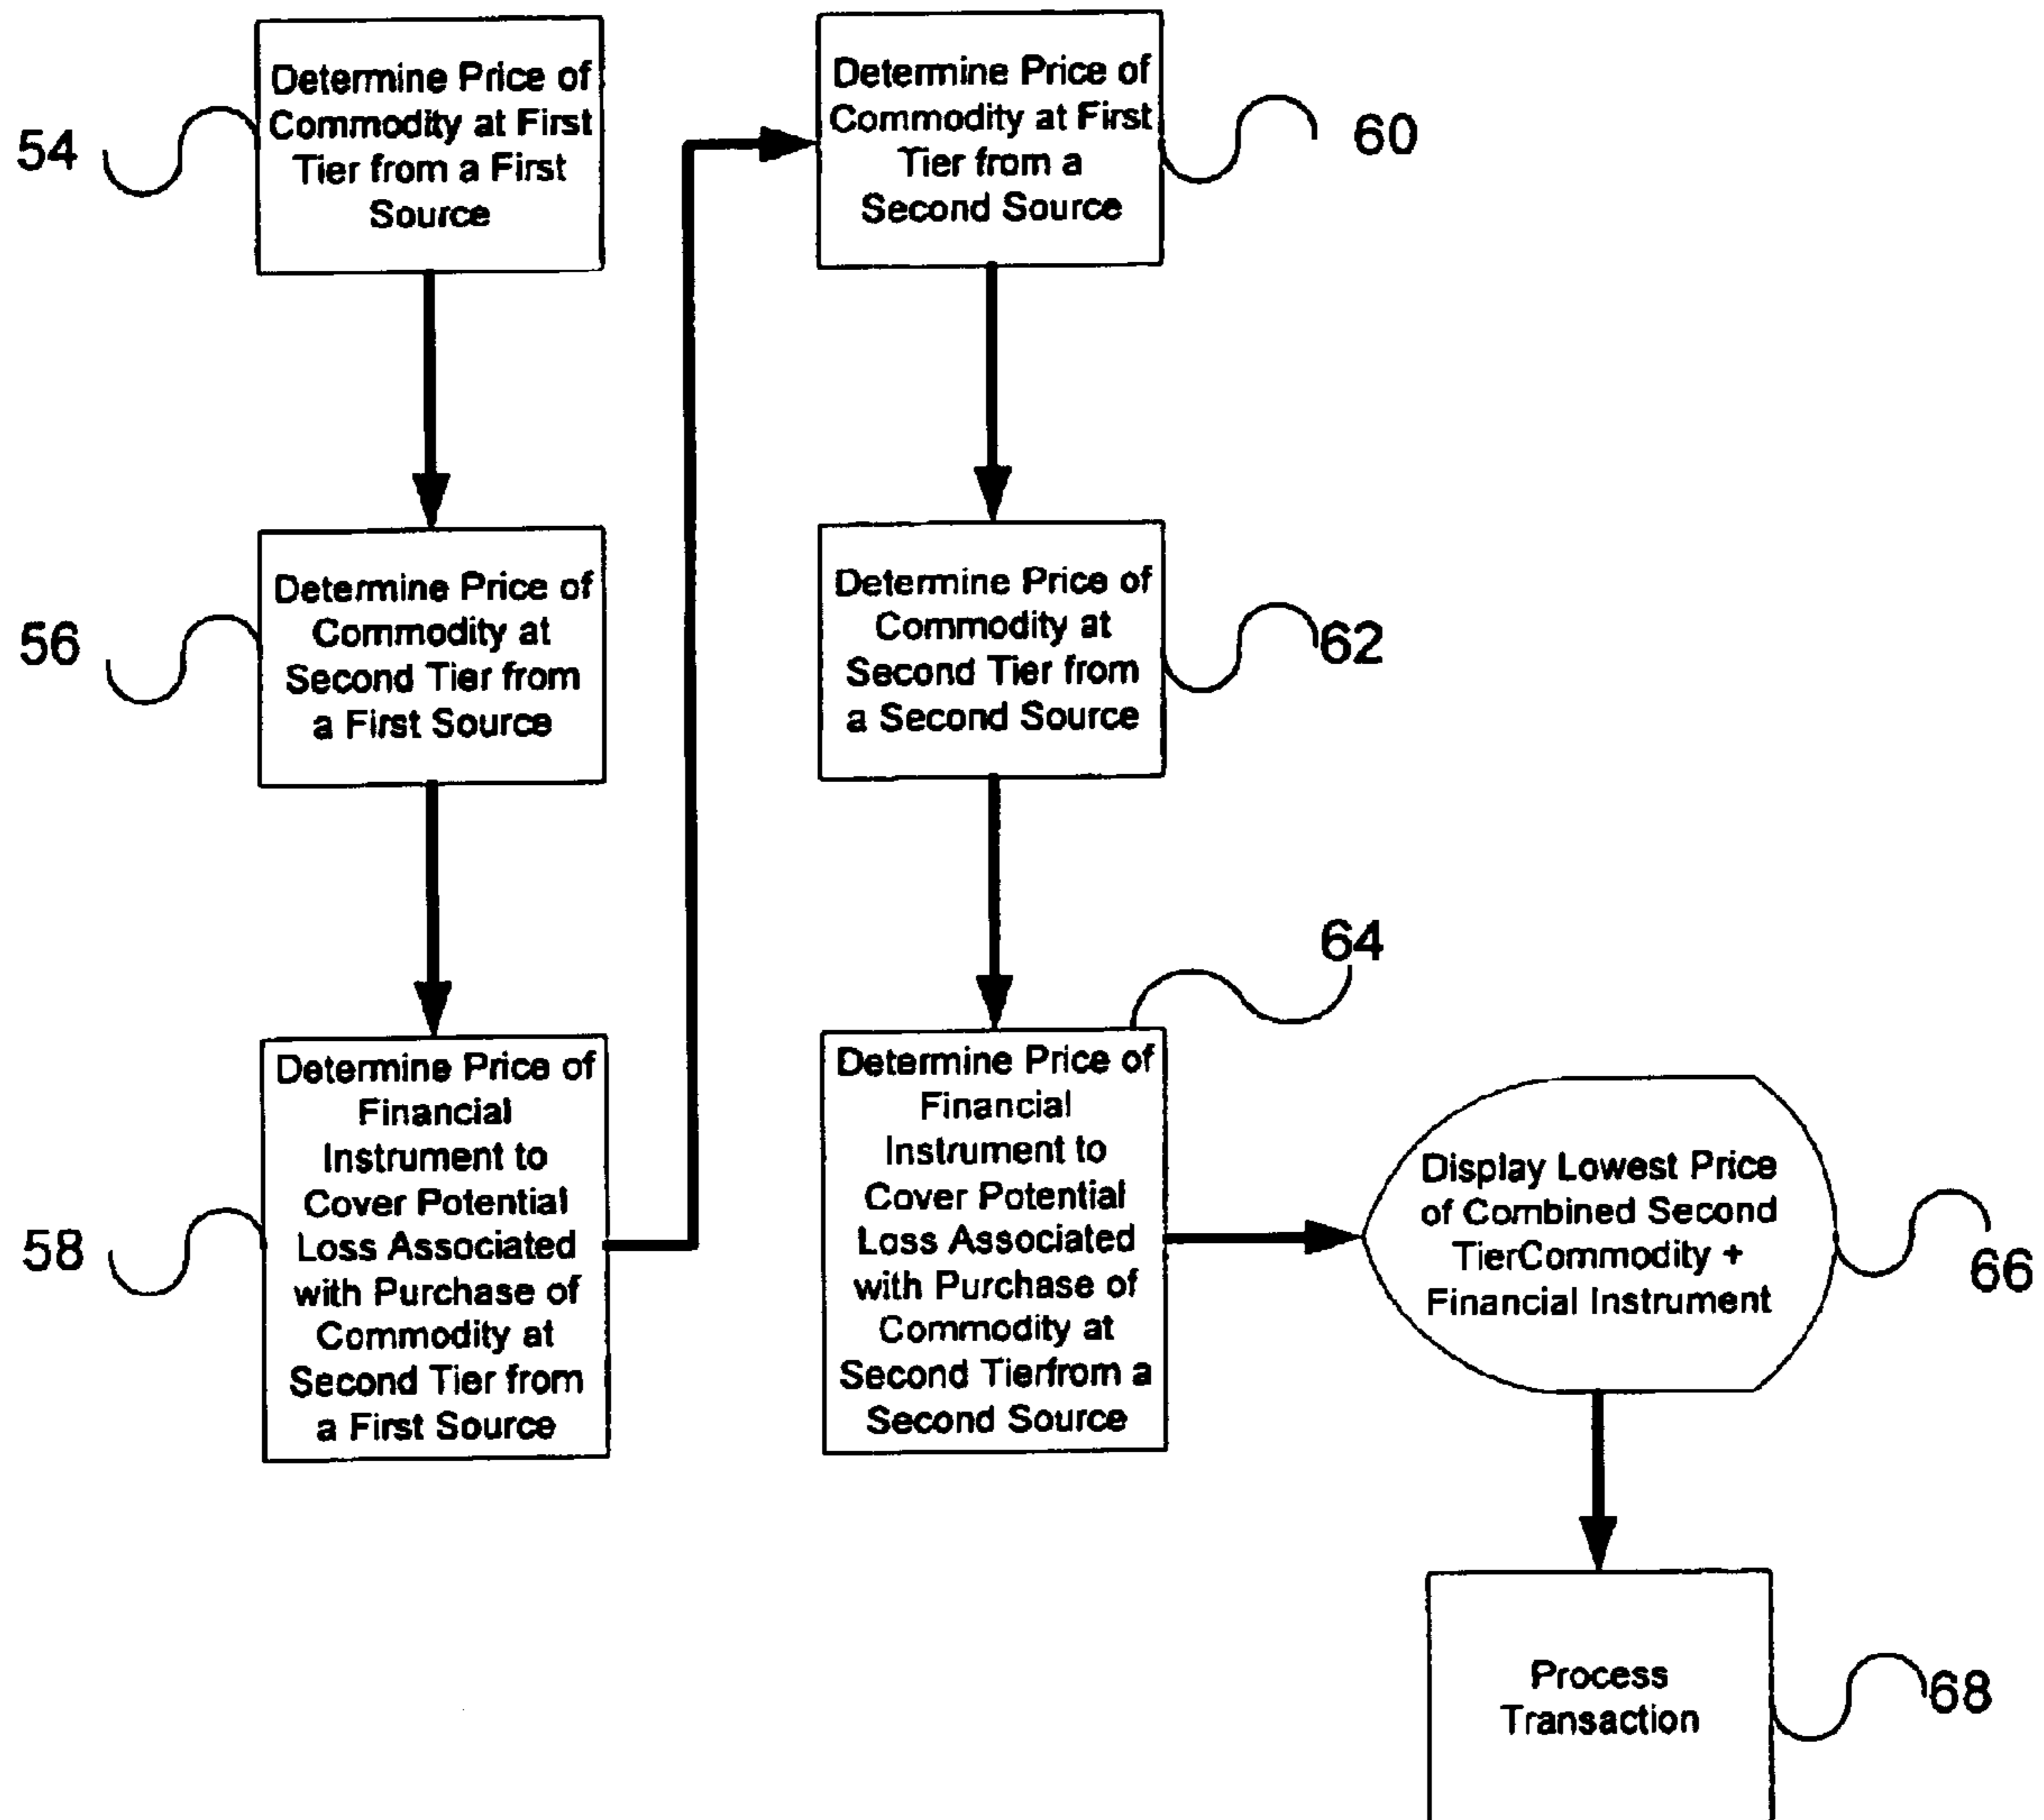 54
Determine Price of
Commodity at First
Tier from a First
Source
56
Determine Price of
Commodity at
Second Tier from
a First Source
58
Determine Price of
Financial
Instrument to
Cover Potential
Loss Associated
with Purchase of
Commodity at
Second Tier from
a First Source
Determine Price of
Commodity at First
Tier from a
Second Source
60
Determine Price of
Commodity at
Second Tier from
a Second Source
62
64
Determine Price of
Financial
Instrument to
Cover Potential
Loss Associated
with Purchase of
Commodity at
Second Tierfrom a
Second Source
Display Lowest Price
of Combined Second
TierCommodity +
Financial Instrument
66
Process
Transaction
68